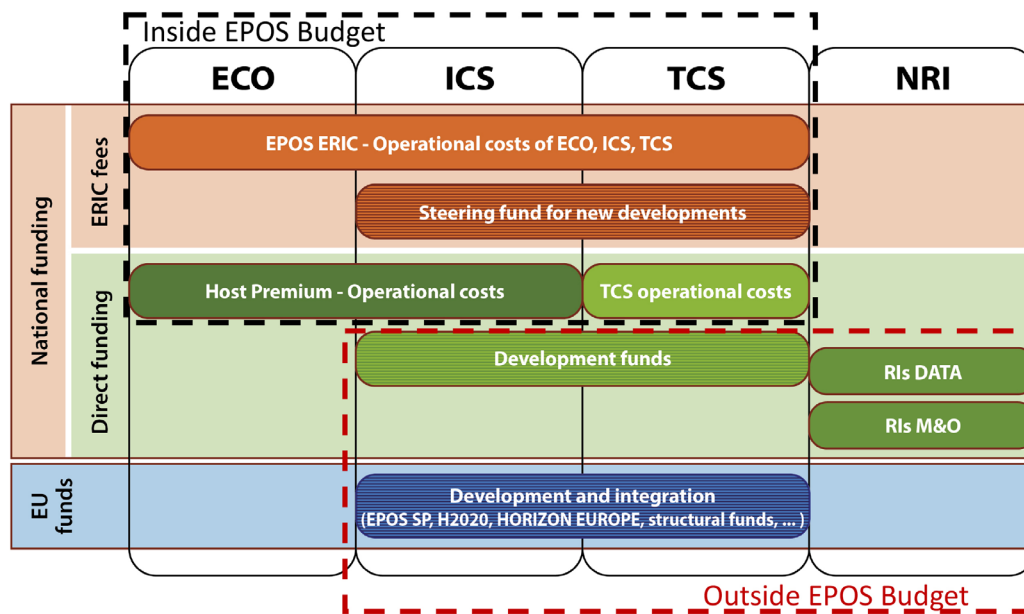 Inside EPOS Budget
ECO
ICS
TCS
NRI
National funding
ERIC fees
EPOS ERIC - Operational costs of ECO, ICS, TCS
Steering fund for new developments
Direct funding
Host Premium - Operational costs
TCS operational costs
Development funds
RIs DATA
RIs M&O
EU
funds
Development and integration
(EPOS SP, H2020, HORIZON EUROPE, structural funds, ... )
Outside EPOS Budget